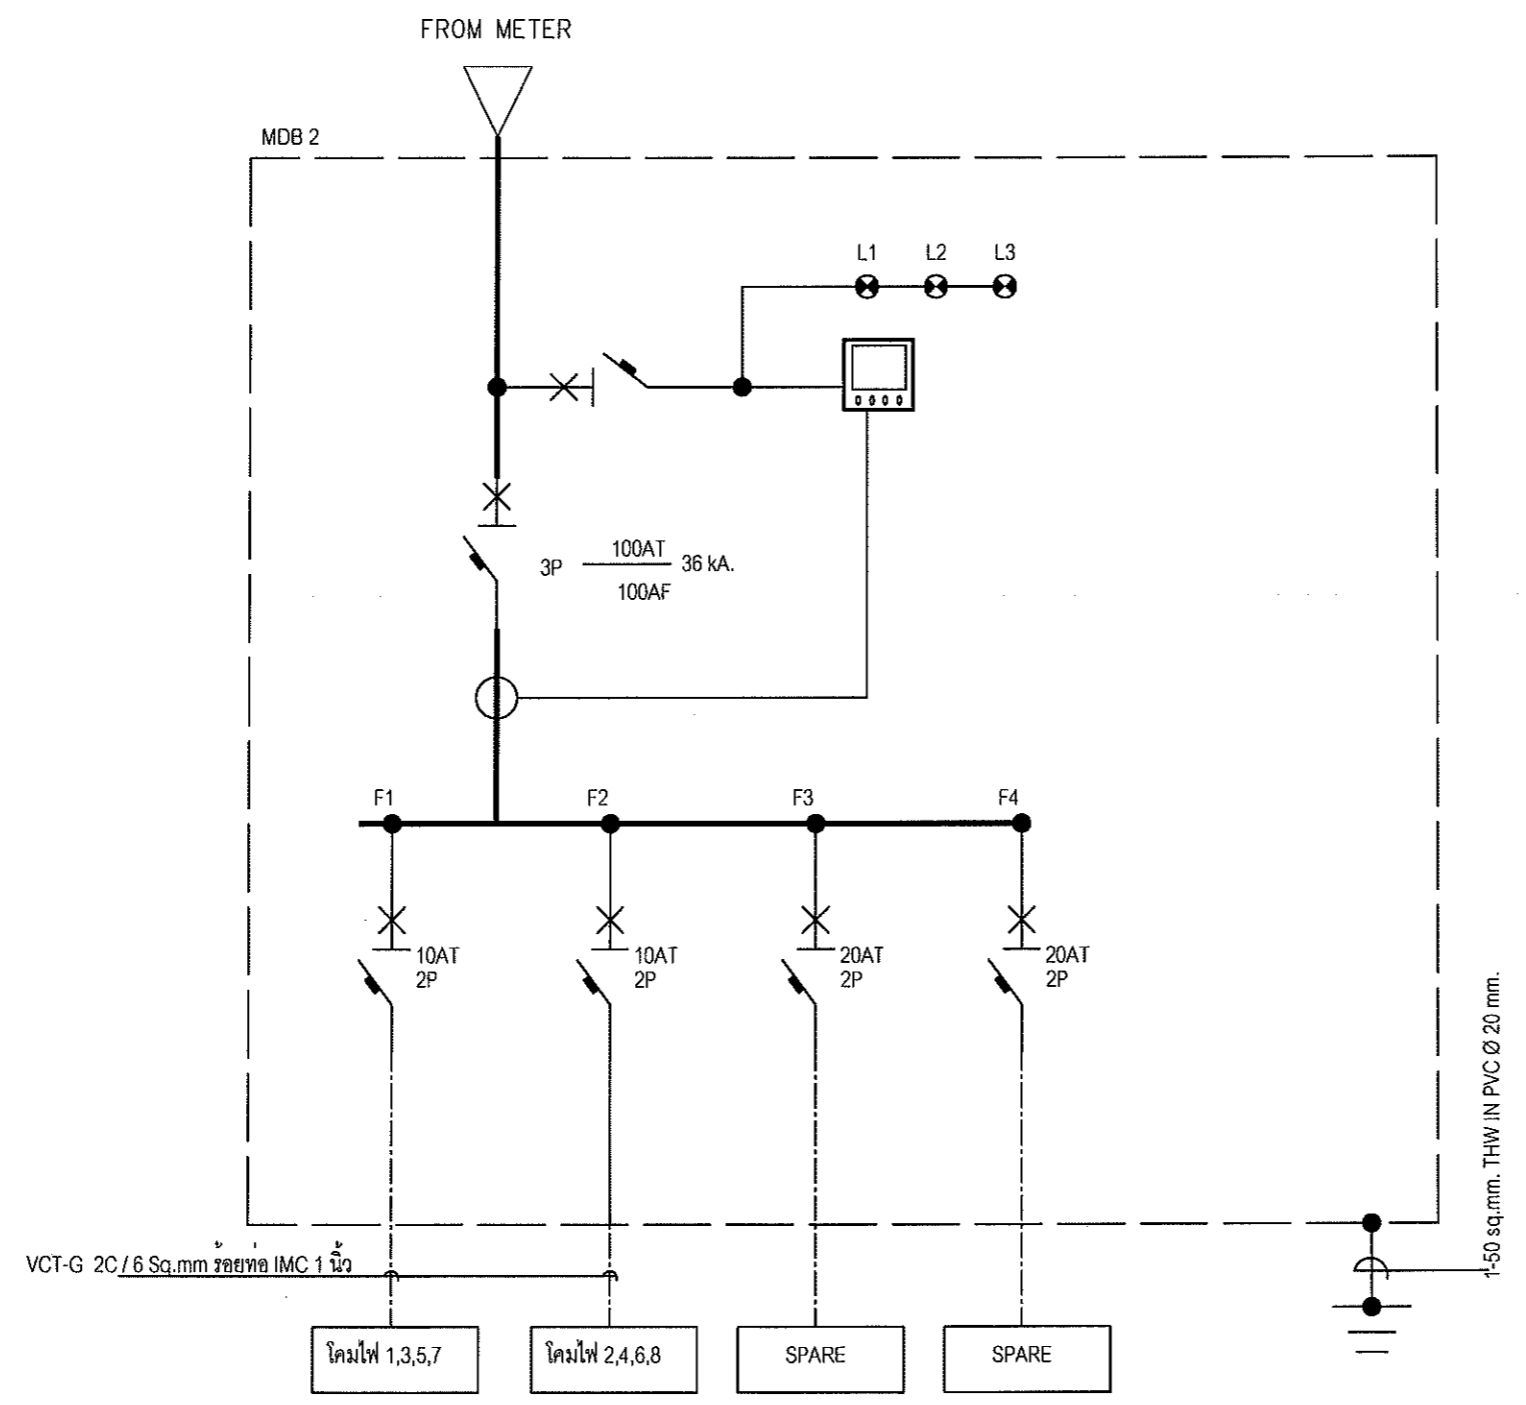 FROM METER
MDB 2
L1 L2 L3
100AT
3P 36 kA.
100AF
F1 F2 F3 F4
10AT 10AT 20AT 20AT
2P 2P 2P 2P
1-50 sq.mm. THW IN PVC Ø 20 mm.
VCT-G 2C / 6 Sq.mm ร้อยท่อ IMC 1 นิ้ว
โคมไฟ 1,3,5,7 โคมไฟ 2,4,6,8 SPARE SPARE